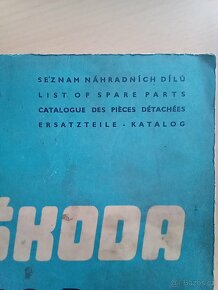 SEZNAM NÁHRADNÍCH DÍLŮ
LIST OF SPARE PARTS
CATALOGUE DES PIÈCES DÉTACHÉES
ERSATZTEILE - KATALOG
ŠKODA